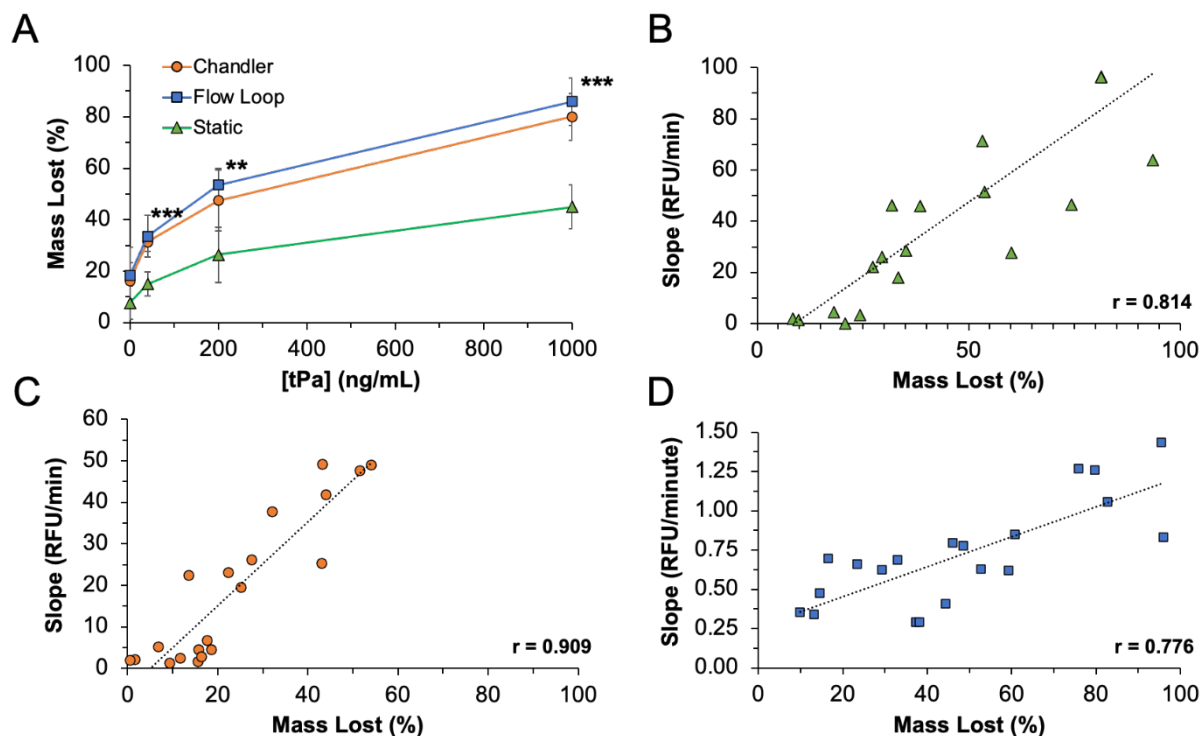 A
Chandler
Flow Loop
Static
Mass Lost (%)
100
80
60
40
20
0
***
**
***
0 200 400 600 800 1000
[tPa] (ng/mL)
B
Slope (RFU/min)
100
80
60
40
20
0
r = 0.814
0 50 100
Mass Lost (%)
C
Slope (RFU/min)
60
50
40
30
20
10
0
r = 0.909
0 20 40 60 80 100
Mass Lost (%)
D
Slope (RFU/minute)
1.50
1.25
1.00
0.75
0.50
0.25
0.00
r = 0.776
0 20 40 60 80 100
Mass Lost (%)